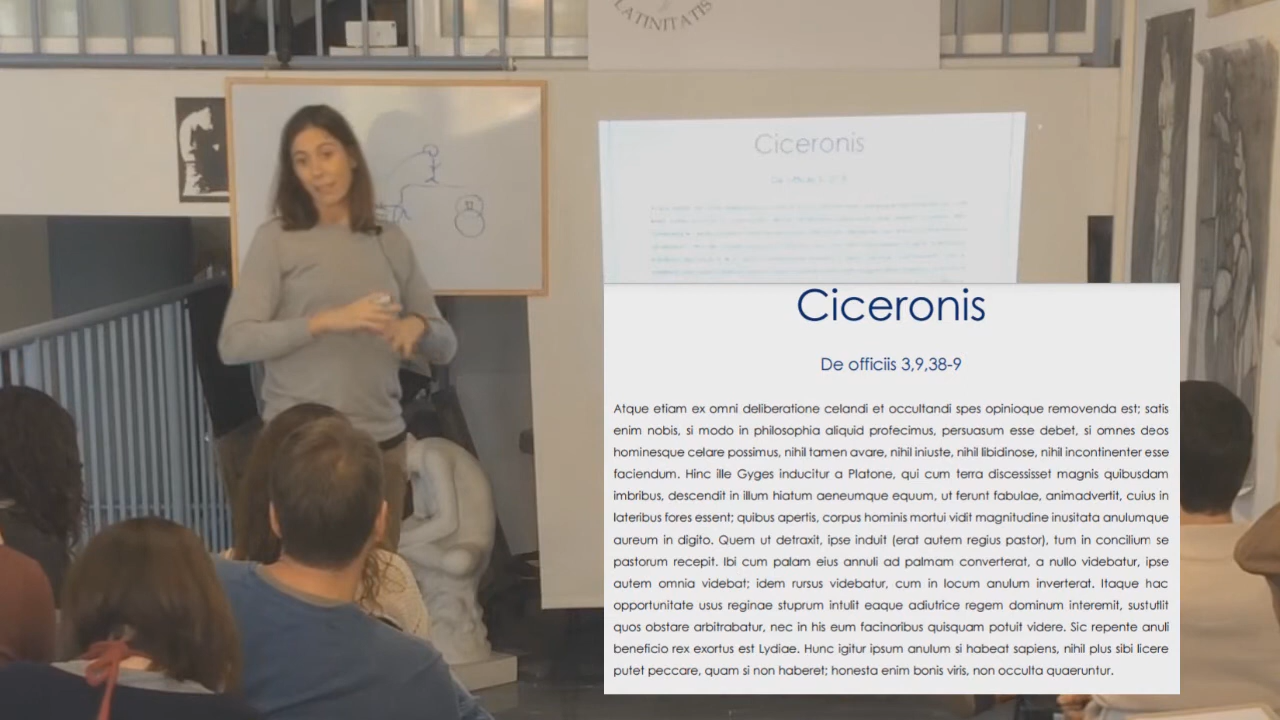 LATINITATIS
Ciceronis
Ciceronis
De officiis 3,9,38-9
Atque etiam ex omni deliberatione celandi et occultandi spes opinioque removenda est; satis
enim nobis, si modo in philosophia aliquid profecimus, persuasum esse debet, si omnes deos
hominesque celare possimus, nihil tamen avare, nihil iniuste, nihil libidinose, nihil incontinenter esse
faciendum. Hinc ille Gyges inducitur a Platone, qui cum terra discessisset magnis quibusdam
imbribus, descendit in illum hiatum aeneumque equum, ut ferunt fabulae, animadvertit, cuius in
lateribus fores essent; quibus apertis, corpus hominis mortui vidit magnitudine inusitata anulumque
aureum in digito. Quem ut detraxit, ipse induit (erat autem regius pastor), tum in concilium se
pastorum recepit. Ibi cum palam eius annuli ad palmam converterat, a nullo videbatur, ipse
autem omnia videbat; idem rursus videbatur, cum in locum anulum inverterat. Itaque hac
opportunitate usus reginae stuprum intulit eaque adiutrice regem dominum interemit, sustutlit
quos obstare arbitrabatur, nec in his eum facinoribus quisquam potuit videre. Sic repente anuli
beneficio rex exortus est Lydiae. Hunc igitur ipsum anulum si habeat sapiens, nihil plus sibi licere
putet peccare, quam si non haberet; honesta enim bonis viris, non occulta quaeruntur.